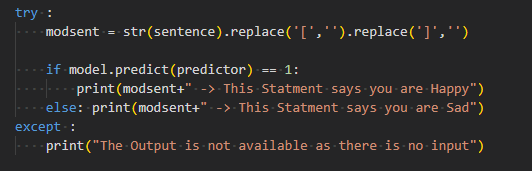 try :
    modsent = str(sentence).replace('[','').replace(']','')

    if model.predict(predictor) == 1:
        print(modsent+" -> This Statment says you are Happy")
    else: print(modsent+" -> This Statment says you are Sad")
except :
    print("The Output is not available as there is no input")